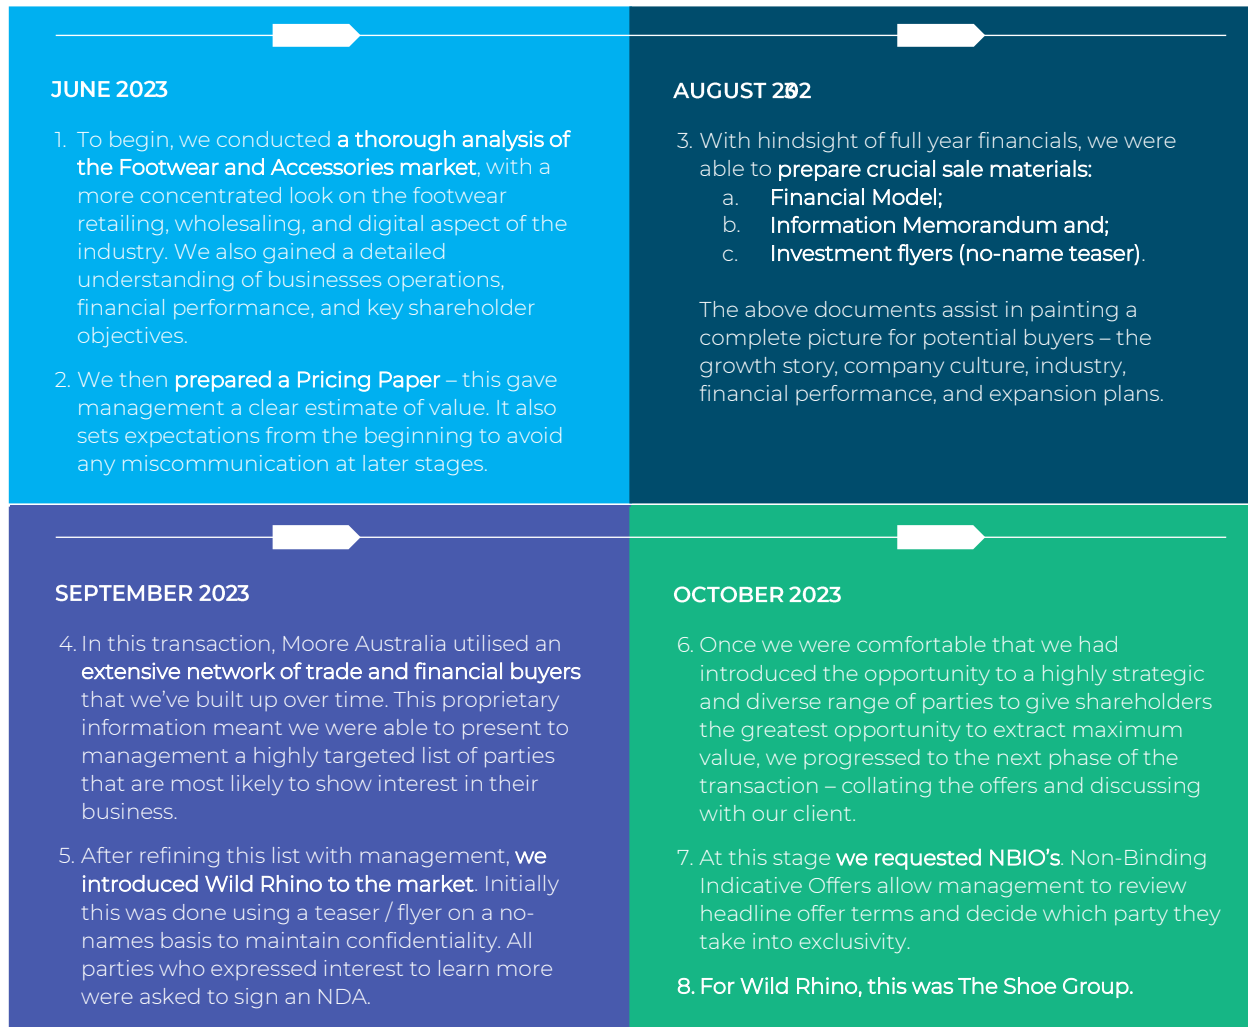 JUNE 2023
1. To begin, we conducted a thorough analysis of
the Footwear and Accessories market, with a
more concentrated look on the footwear
retailing, wholesaling, and digital aspect of the
industry. We also gained a detailed
understanding of businesses operations,
financial performance, and key shareholder
objectives.
2. We then prepared a Pricing Paper – this gave
management a clear estimate of value. It also
sets expectations from the beginning to avoid
any miscommunication at later stages.
AUGUST
3. With hindsight of full year financials, we were
able to prepare crucial sale materials:
a. Financial Model;
b. Information Memorandum and;
c. Investment flyers (no-name teaser).
The above documents assist in painting a
complete picture for potential buyers – the
growth story, company culture, industry,
financial performance, and expansion plans.
SEPTEMBER 2023
4. In this transaction, Moore Australia utilised an
extensive network of trade and financial buyers
that we’ve built up over time. This proprietary
information meant we were able to present to
management a highly targeted list of parties
that are most likely to show interest in their
business.
5. After refining this list with management, we
introduced Wild Rhino to the market. Initially
this was done using a teaser / flyer on a no-
names basis to maintain confidentiality. All
parties who expressed interest to learn more
were asked to sign an NDA.
OCTOBER 2023
6. Once we were comfortable that we had
introduced the opportunity to a highly strategic
and diverse range of parties to give shareholders
the greatest opportunity to extract maximum
value, we progressed to the next phase of the
transaction – collating the offers and discussing
with our client.
7. At this stage we requested NBIO’s. Non-Binding
Indicative Offers allow management to review
headline offer terms and decide which party they
take into exclusivity.
8. For Wild Rhino, this was The Shoe Group.